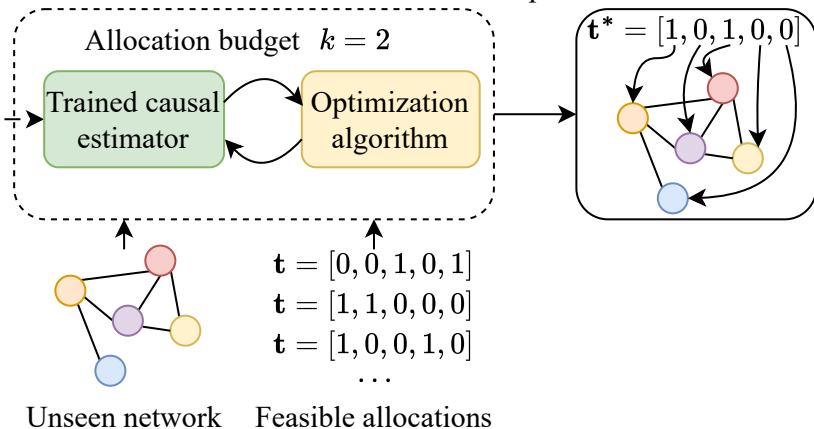 Allocation budget k = 2
Trained causal
estimator
Optimization
algorithm
t* = [1, 0, 1, 0, 0]
t = [0, 0, 1, 0, 1]
t = [1, 1, 0, 0, 0]
t = [1, 0, 0, 1, 0]
...
Unseen network
Feasible allocations